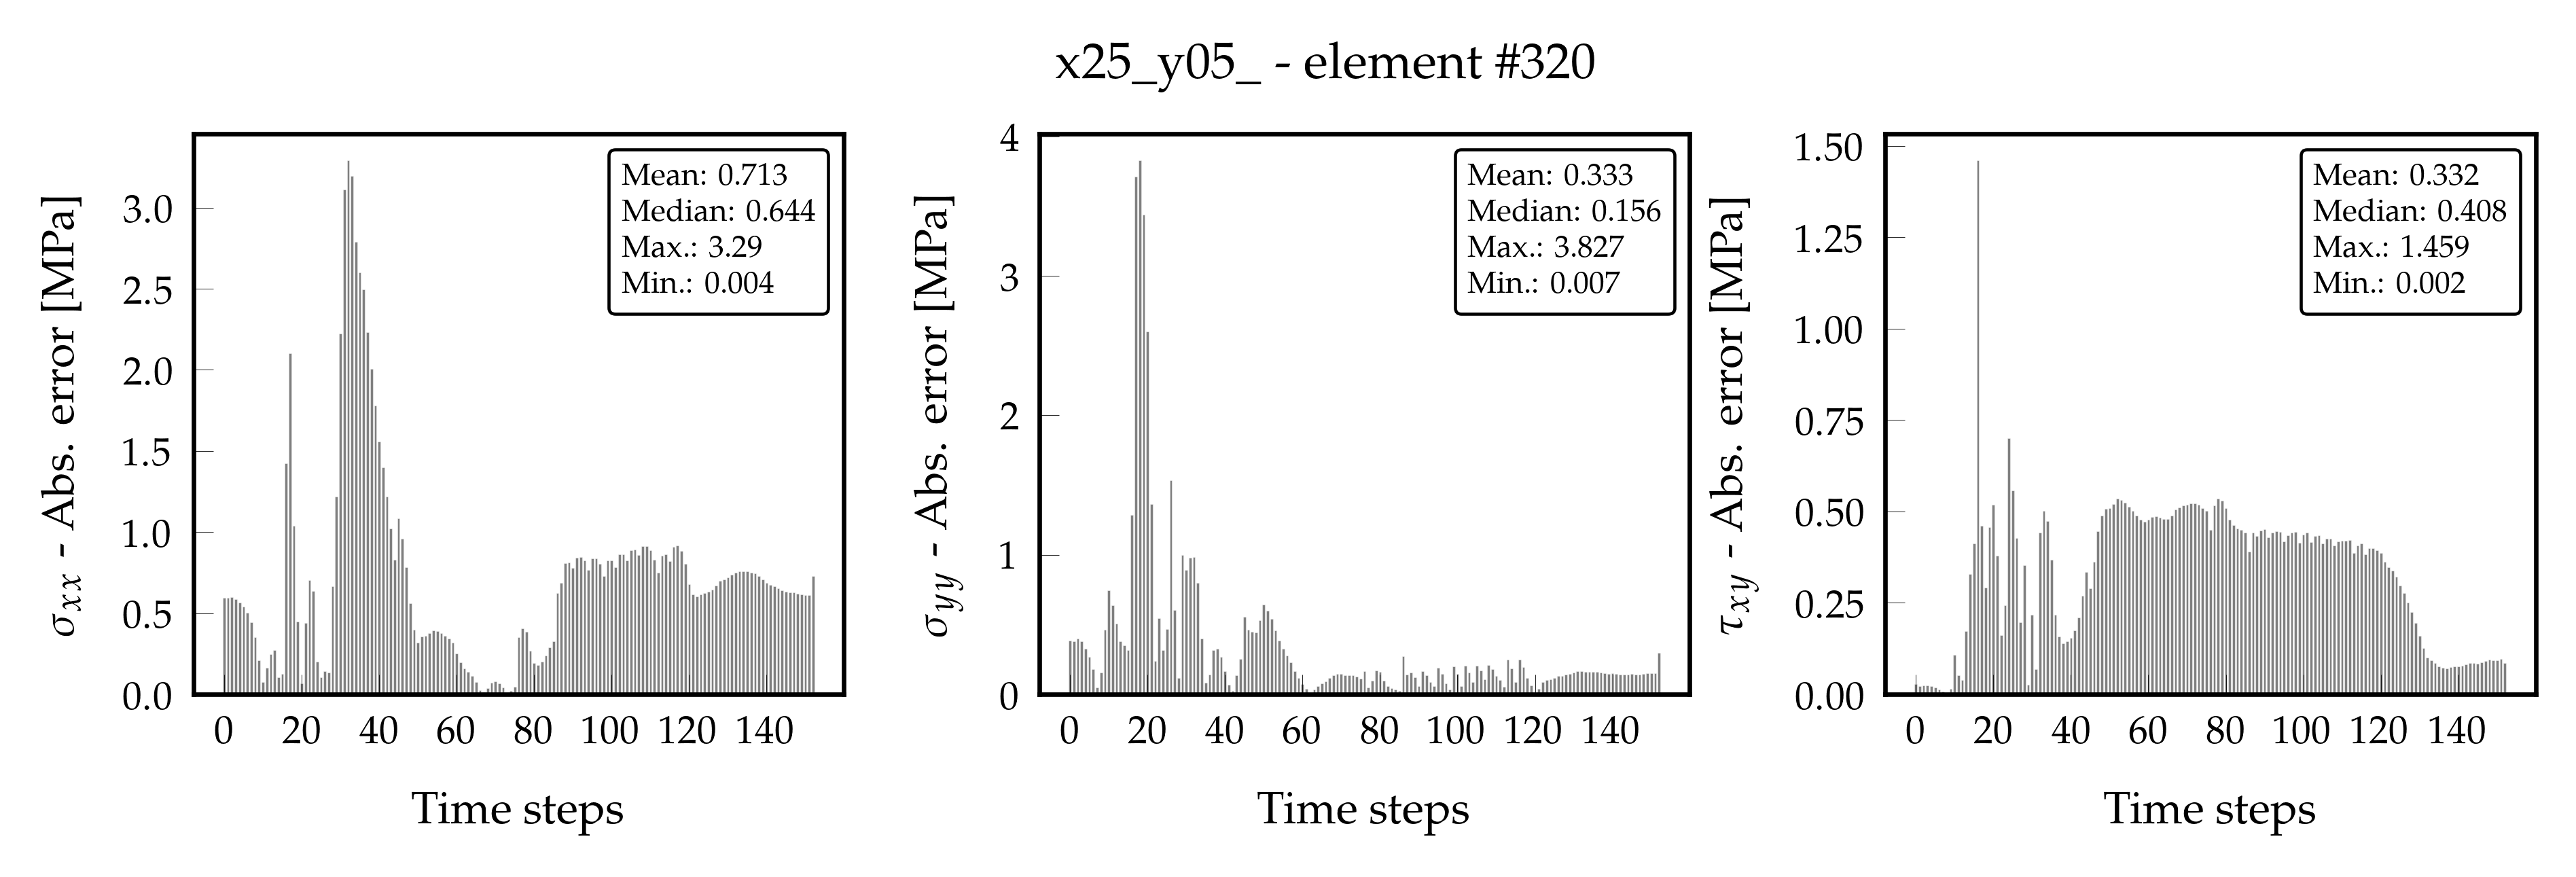 x25_y05_ - element #320
σxx - Abs. error [MPa]
3.0
2.5
2.0
1.5
1.0
0.5
0.0
Mean: 0.713
Median: 0.644
Max.: 3.29
Min.: 0.004
0 20 40 60 80 100 120 140
Time steps
σyy - Abs. error [MPa]
4
3
2
1
0
Mean: 0.333
Median: 0.156
Max.: 3.827
Min.: 0.007
0 20 40 60 80 100 120 140
Time steps
τxy - Abs. error [MPa]
1.50
1.25
1.00
0.75
0.50
0.25
0.00
Mean: 0.332
Median: 0.408
Max.: 1.459
Min.: 0.002
0 20 40 60 80 100 120 140
Time steps